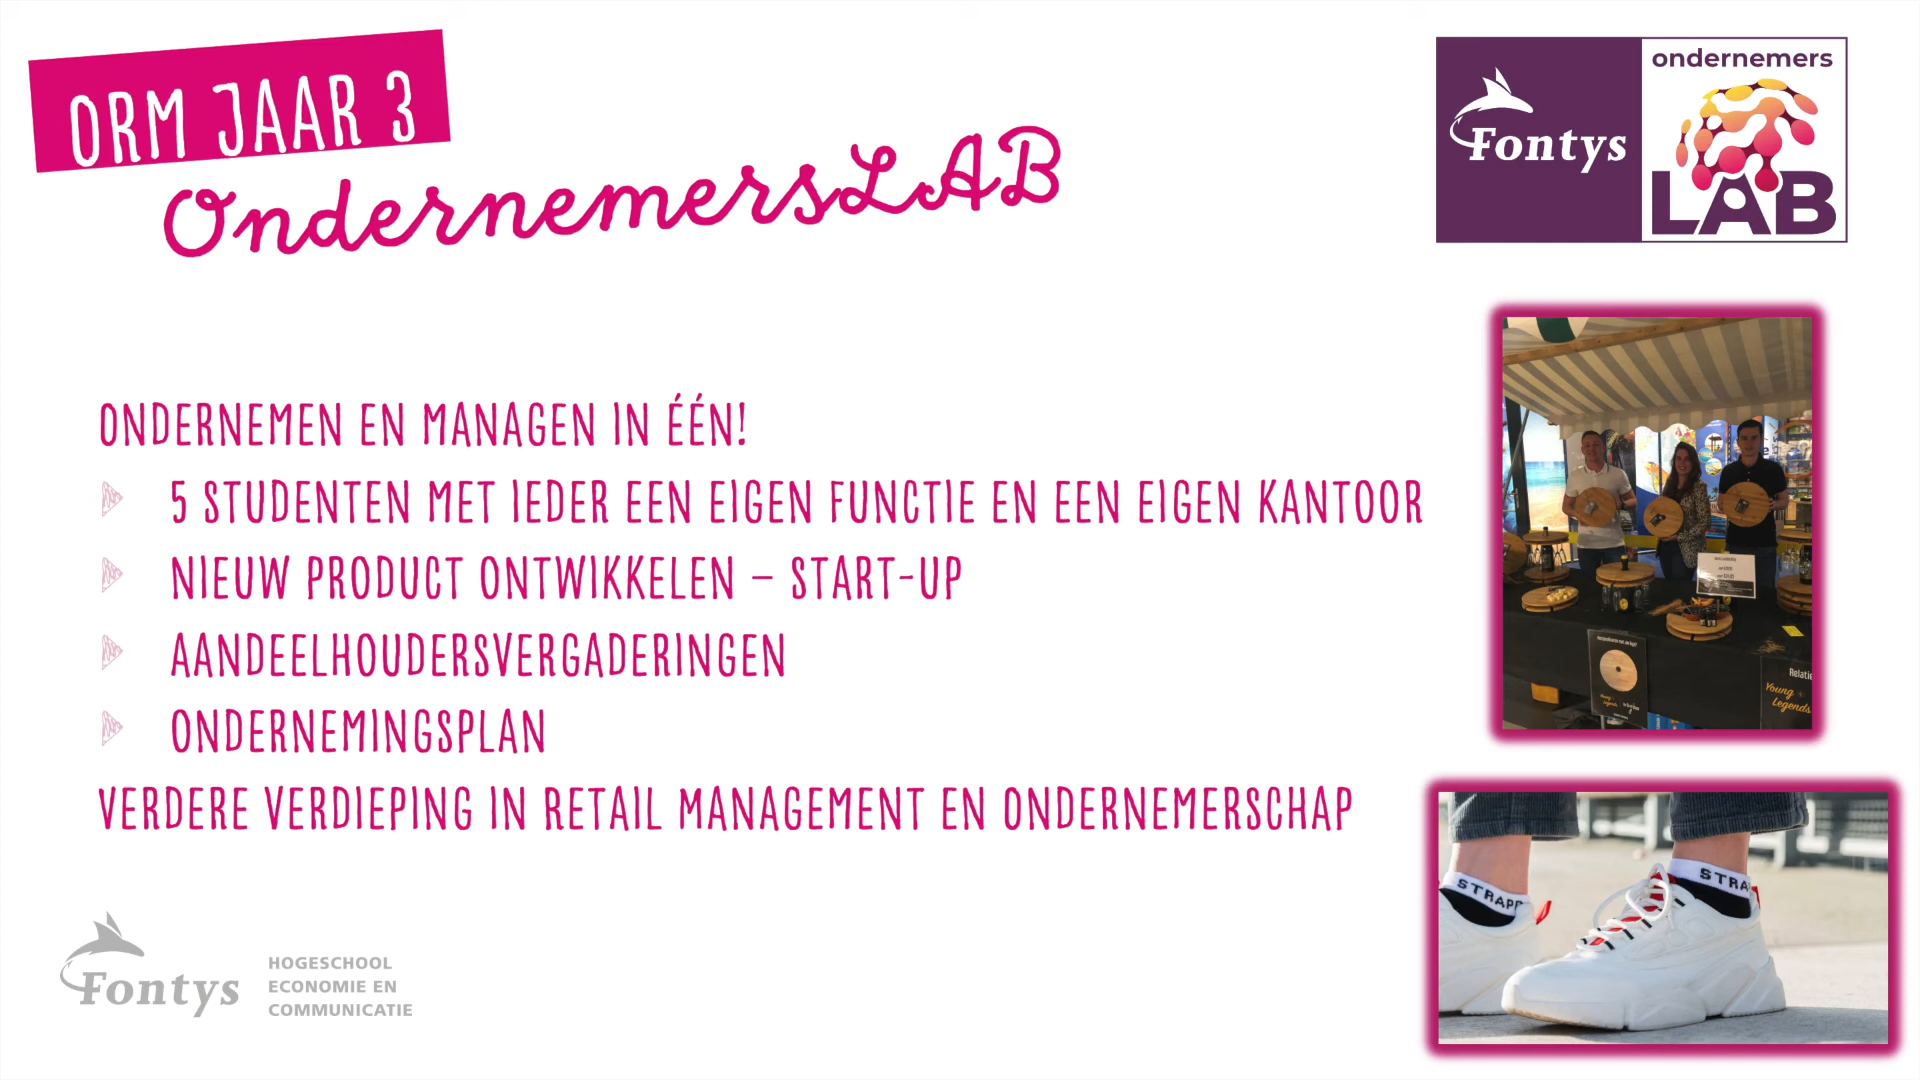 ORM JAAR 3
OndernemersLAB
Fontys
ondernemers
LAB
ONDERNEMEN EN MANAGEN IN ÉÉN!
5 STUDENTEN MET IEDER EEN EIGEN FUNCTIE EN EEN EIGEN KANTOOR
NIEUW PRODUCT ONTWIKKELEN – START-UP
AANDEELHOUDERSVERGADERINGEN
ONDERNEMINGSPLAN
VERDERE VERDIEPING IN RETAIL MANAGEMENT EN ONDERNEMERSCHAP
Relatie
Young
Legends
STRAPP
STRA
Fontys
HOGESCHOOL
ECONOMIE EN
COMMUNICATIE